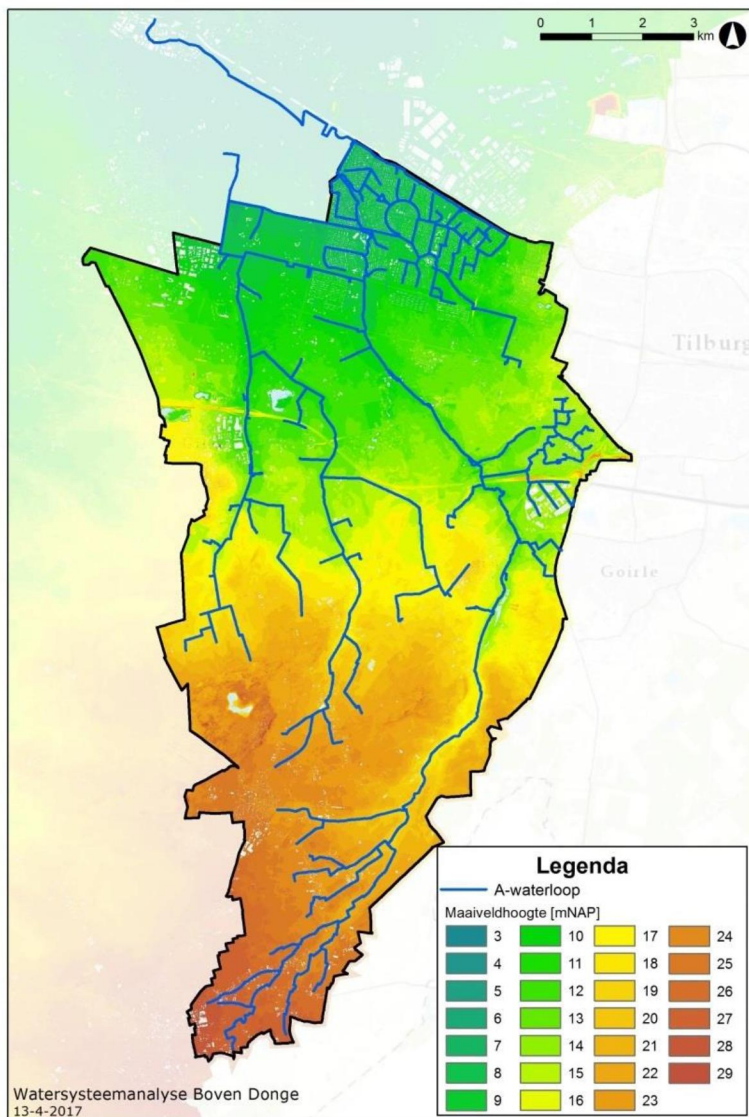 0 1 2 3
km
Tilburg
Goirle
Legenda
A-waterloop
Maaiveldhoogte [mNAP]
3 10 17 24
4 11 18 25
5 12 19 26
6 13 20 27
7 14 21 28
8 15 22 29
9 16 23
Watersysteemanalyse Boven Donge
13-4-2017